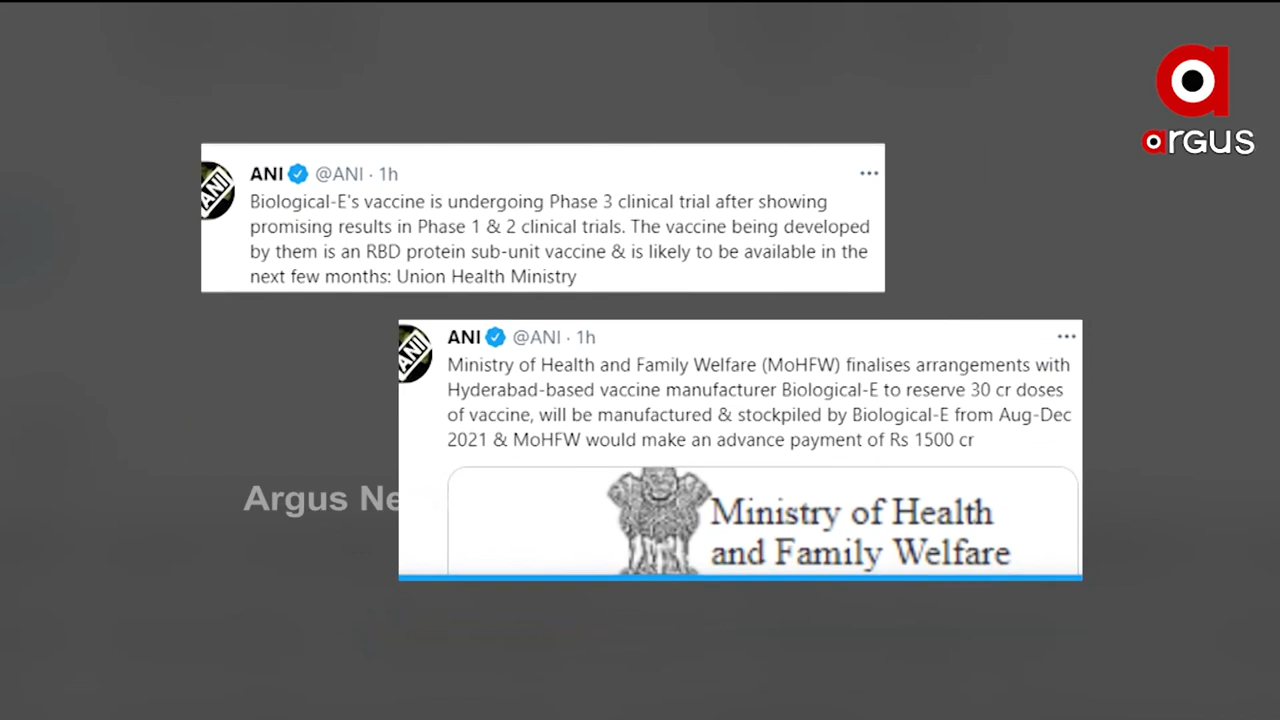 argus
ANI @ANI · 1h
Biological-E's vaccine is undergoing Phase 3 clinical trial after showing
promising results in Phase 1 & 2 clinical trials. The vaccine being developed
by them is an RBD protein sub-unit vaccine & is likely to be available in the
next few months: Union Health Ministry
ANI
ANI @ANI · 1h
Ministry of Health and Family Welfare (MoHFW) finalises arrangements with
Hyderabad-based vaccine manufacturer Biological-E to reserve 30 cr doses
of vaccine, will be manufactured & stockpiled by Biological-E from Aug-Dec
2021 & MoHFW would make an advance payment of Rs 1500 cr
ANI
Argus Ne
Ministry of Health
and Family Welfare